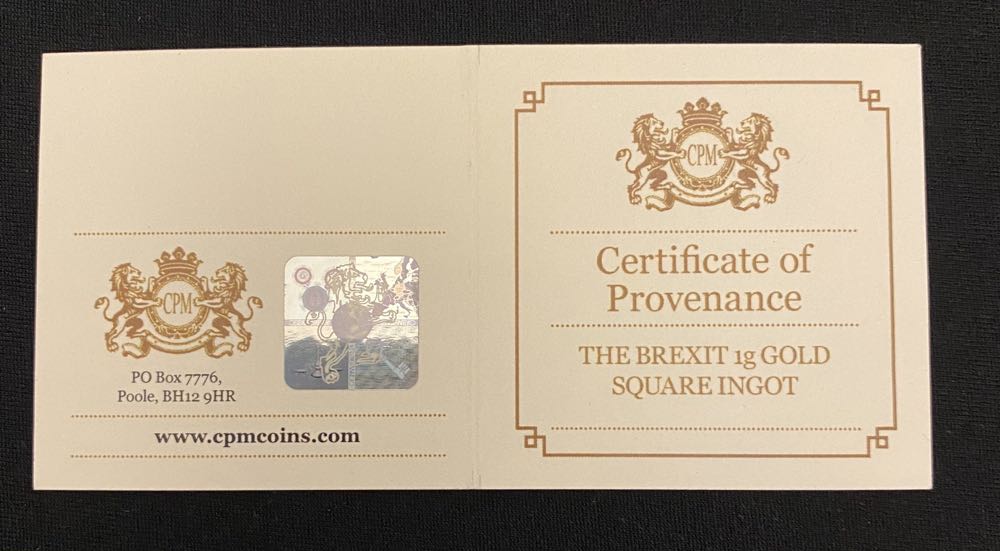 CPM
PO Box 7776,
Poole, BH12 9HR
www.cpmcoins.com
CPM
Certificate of
Provenance
THE BREXIT 1g GOLD
SQUARE INGOT